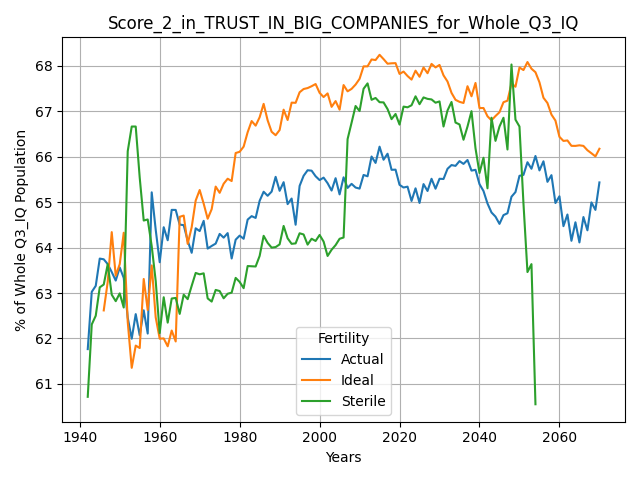 Score_2_in_TRUST_IN_BIG_COMPANIES_for_Whole_Q3_IQ
% of Whole Q3_IQ Population
68
67
66
65
64
63
62
61
Fertility
Actual
Ideal
Sterile
1940 1960 1980 2000 2020 2040 2060
Years